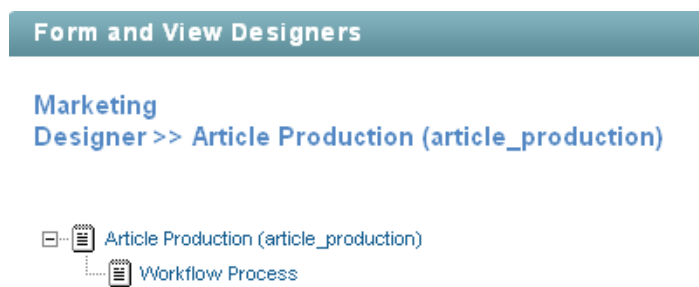 Form and View Designers
Marketing
Designer >> Article Production (article_production)
Article Production (article_production)
Workflow Process